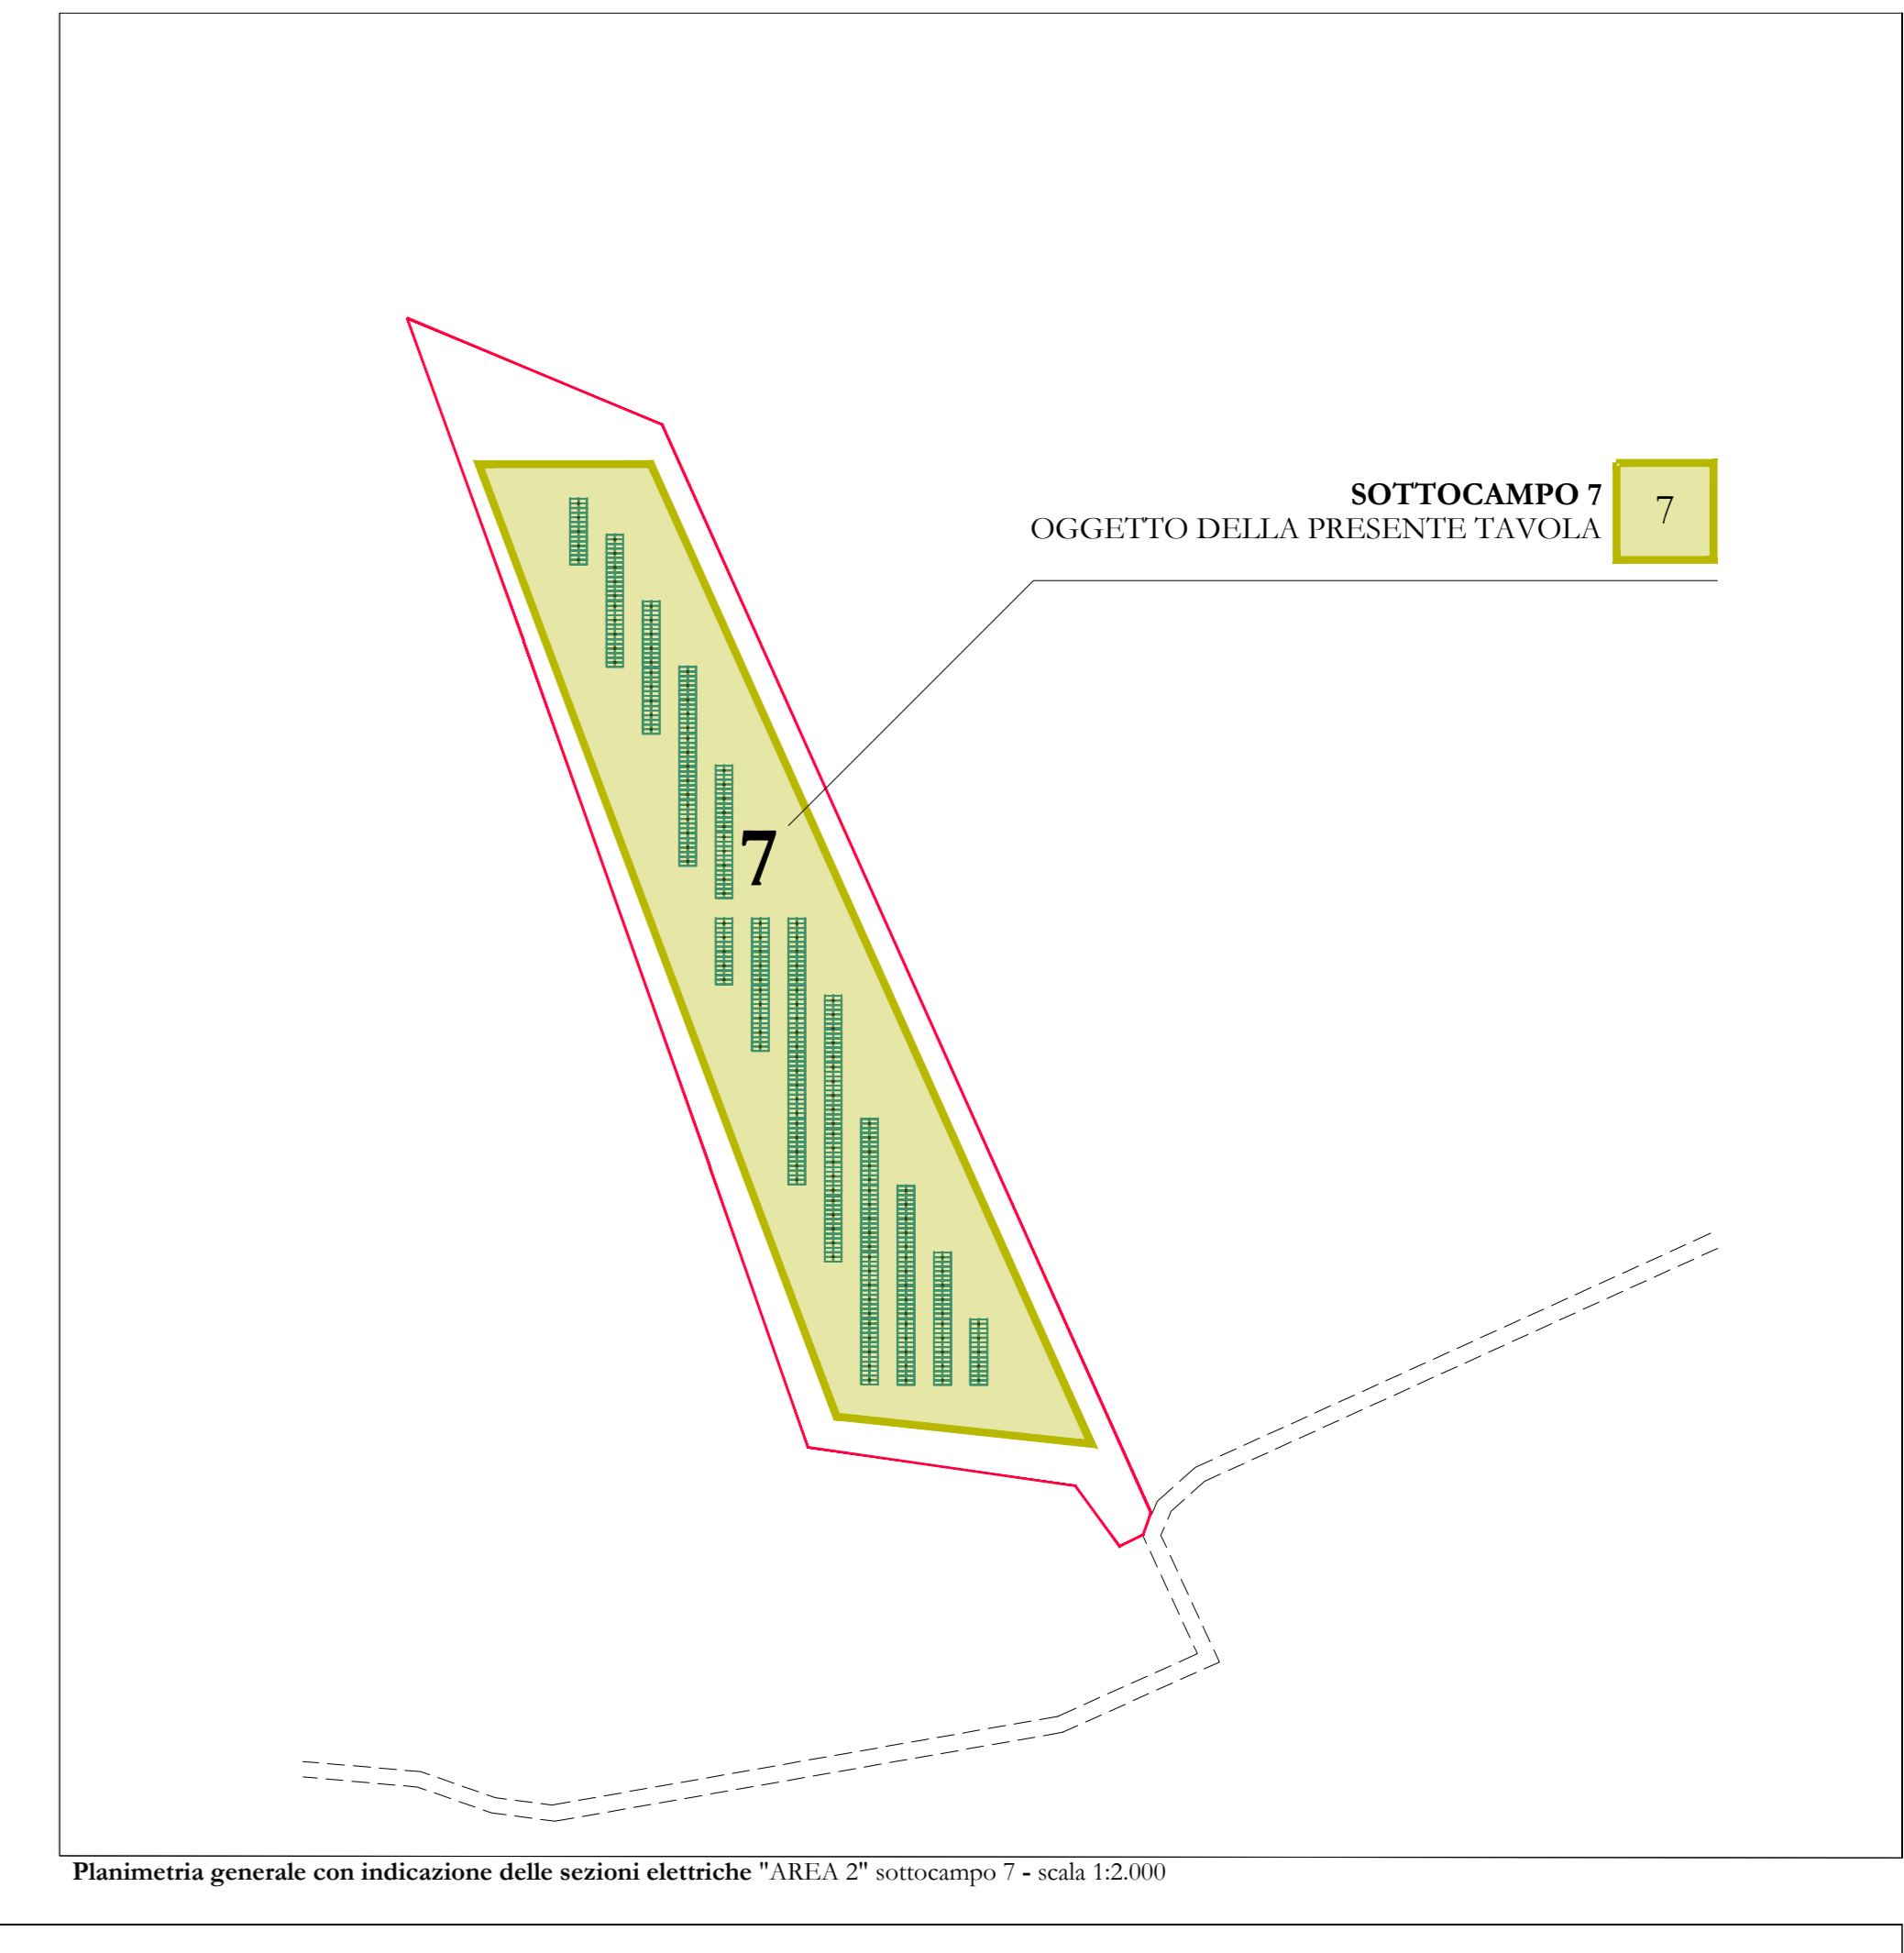 SOTTOCAMPO 7
OGGETTO DELLA PRESENTE TAVOLA
7
7
Planimetria generale con indicazione delle sezioni elettriche "AREA 2" sottocampo 7 - scala 1:2.000